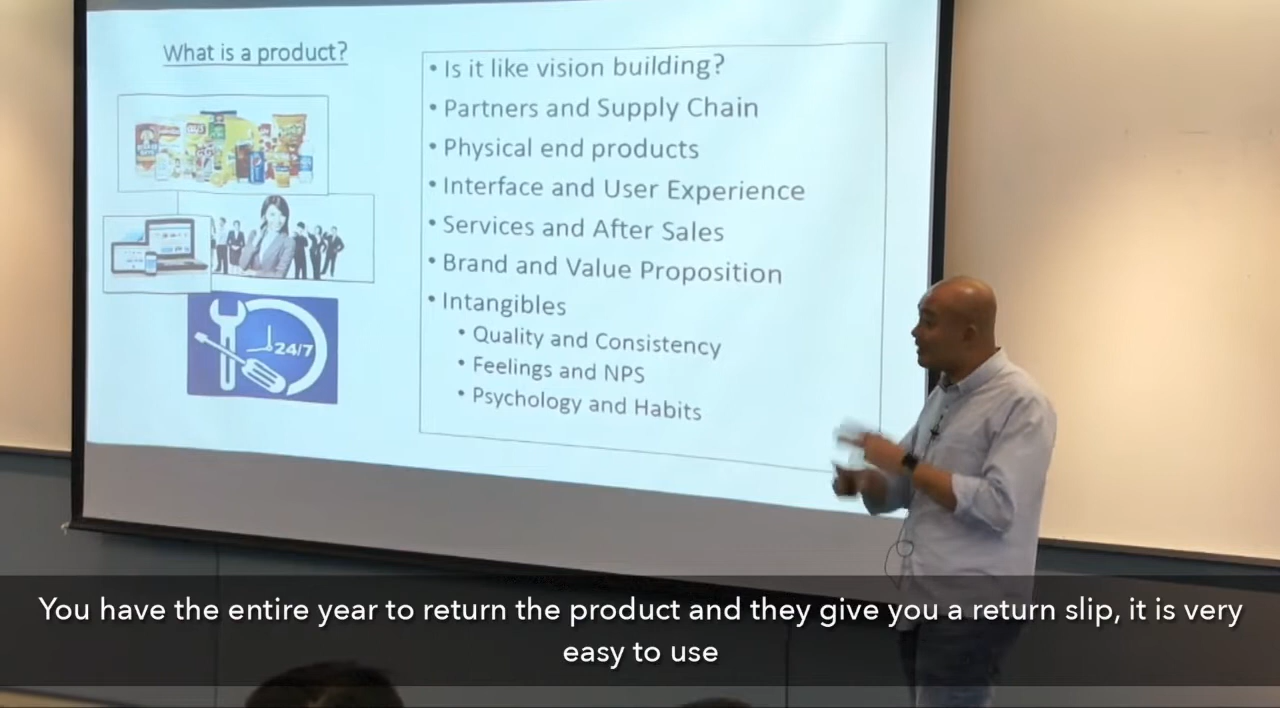 What is a product?
24/7
• Is it like vision building?
• Partners and Supply Chain
• Physical end products
• Interface and User Experience
• Services and After Sales
• Brand and Value Proposition
• Intangibles
• Quality and Consistency
• Feelings and NPS
• Psychology and Habits
You have the entire year to return the product and they give you a return slip, it is very
easy to use